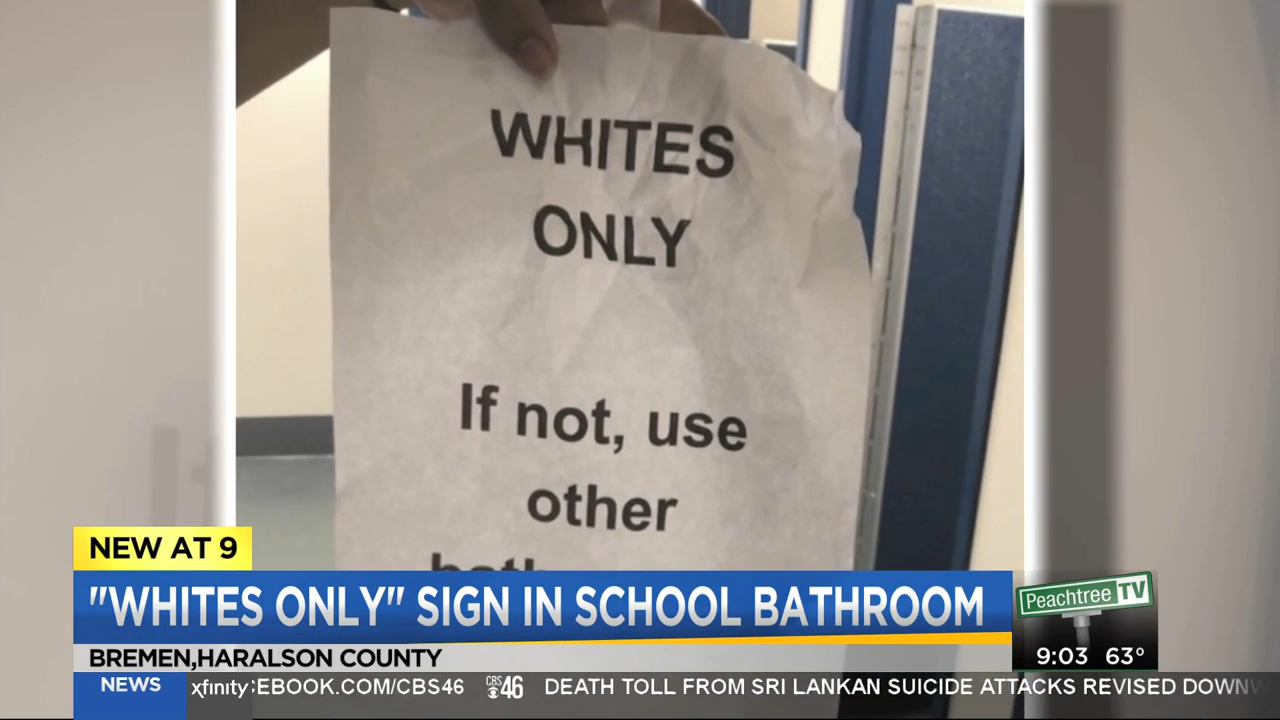 WHITES
ONLY
If not, use
other
NEW AT 9
"WHITES ONLY" SIGN IN SCHOOL BATHROOM
BREMEN,HARALSON COUNTY
Peachtree TV
9:03 63°
NEWS xfinity EBOOK.COM/CBS46 CBS 46 DEATH TOLL FROM SRI LANKAN SUICIDE ATTACKS REVISED